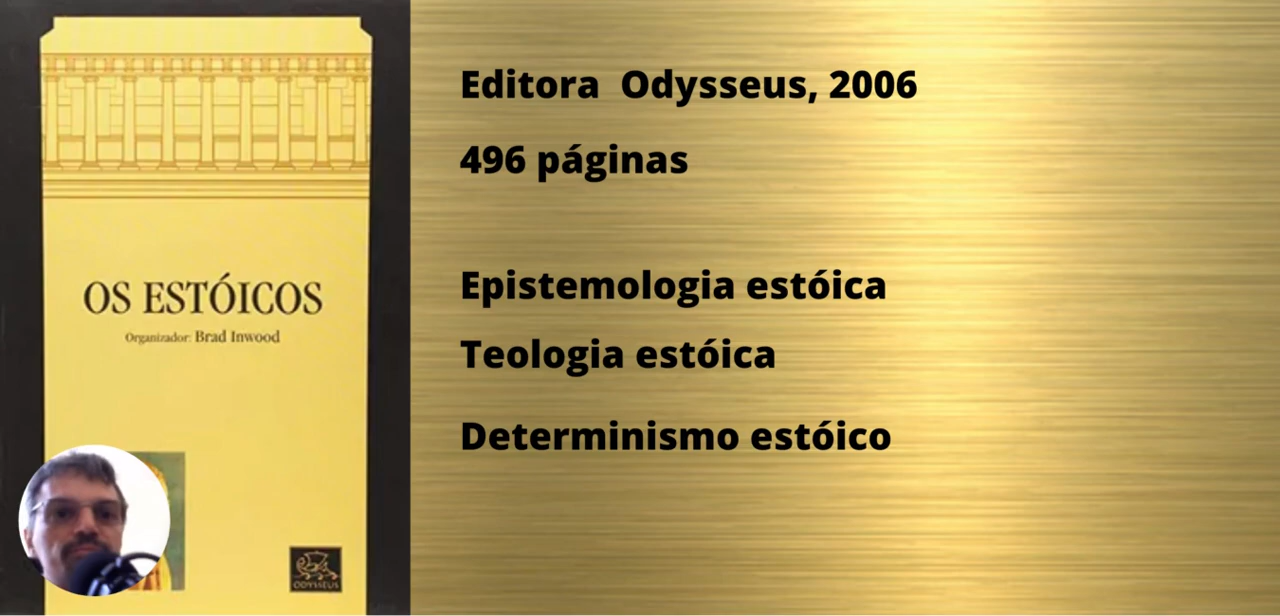 OS ESTÓICOS
Organizador: Brad Inwood
ODYSSEUS
Editora Odysseus, 2006
496 páginas
Epistemologia estóica
Teologia estóica
Determinismo estóico